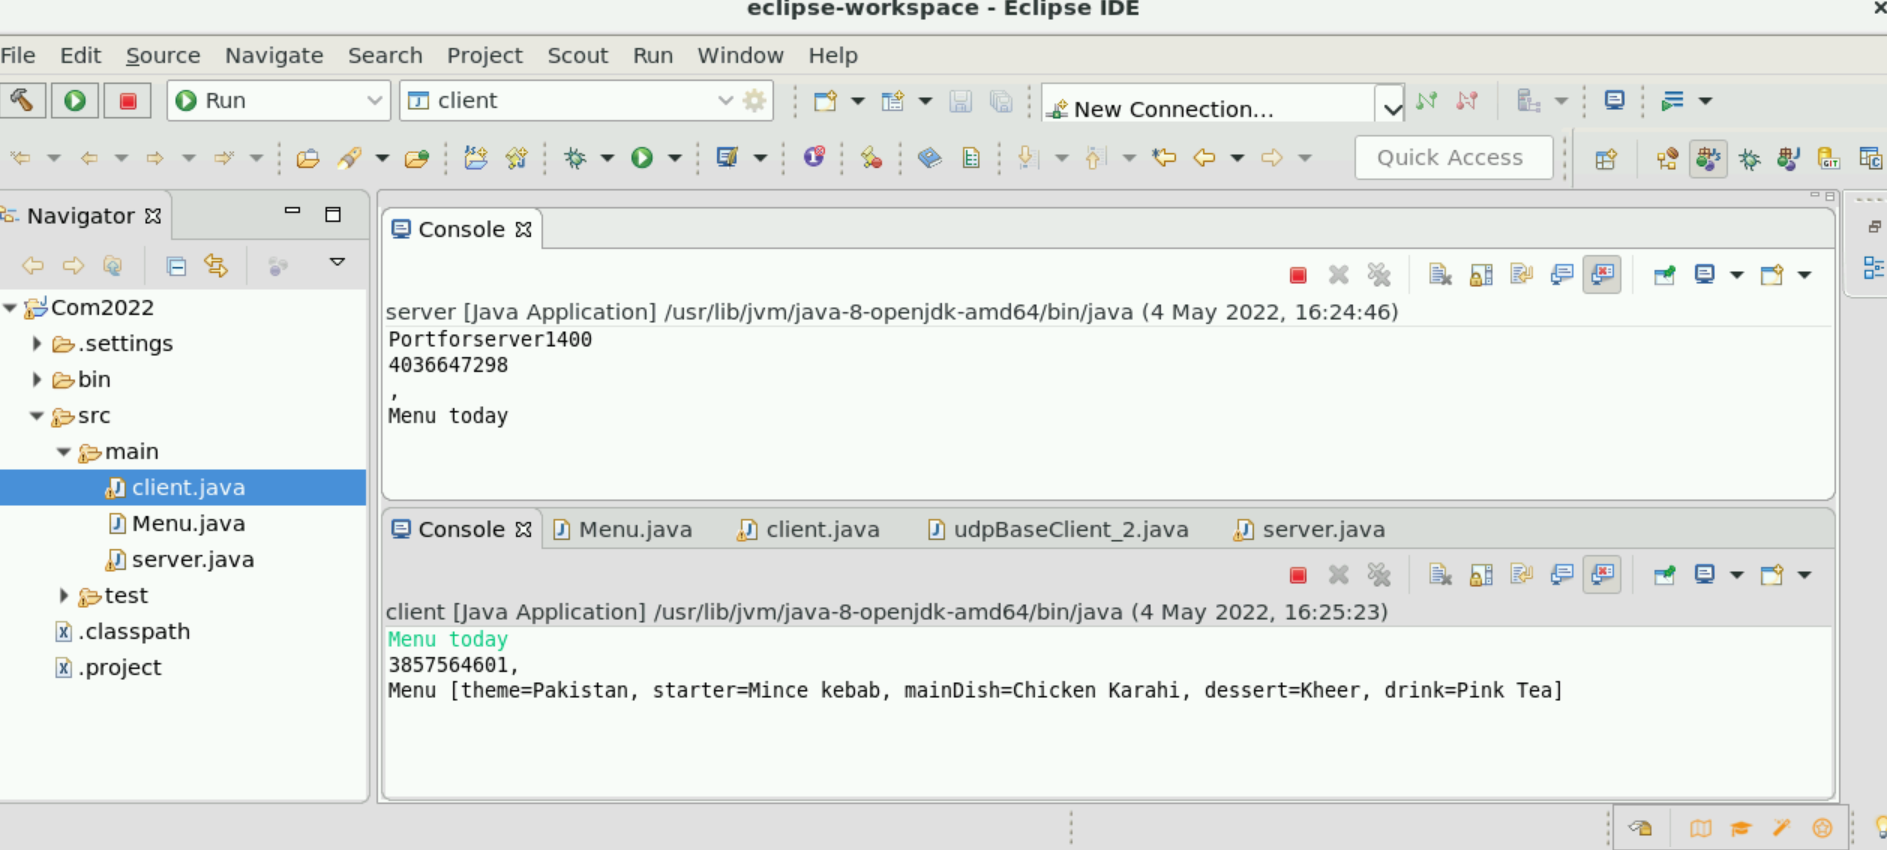 eclipse-workspace - Eclipse IDE
File Edit Source Navigate Search Project Scout Run Window Help
Run client New Connection...
Quick Access
Navigator
Com2022
.settings
bin
src
main
client.java
Menu.java
server.java
test
.classpath
.project
Console
server [Java Application] /usr/lib/jvm/java-8-openjdk-amd64/bin/java (4 May 2022, 16:24:46)
Portforserver1400
4036647298
,
Menu today
Console Menu.java client.java udpBaseClient_2.java server.java
client [Java Application] /usr/lib/jvm/java-8-openjdk-amd64/bin/java (4 May 2022, 16:25:23)
Menu today
3857564601,
Menu [theme=Pakistan, starter=Mince kebab, mainDish=Chicken Karahi, dessert=Kheer, drink=Pink Tea]